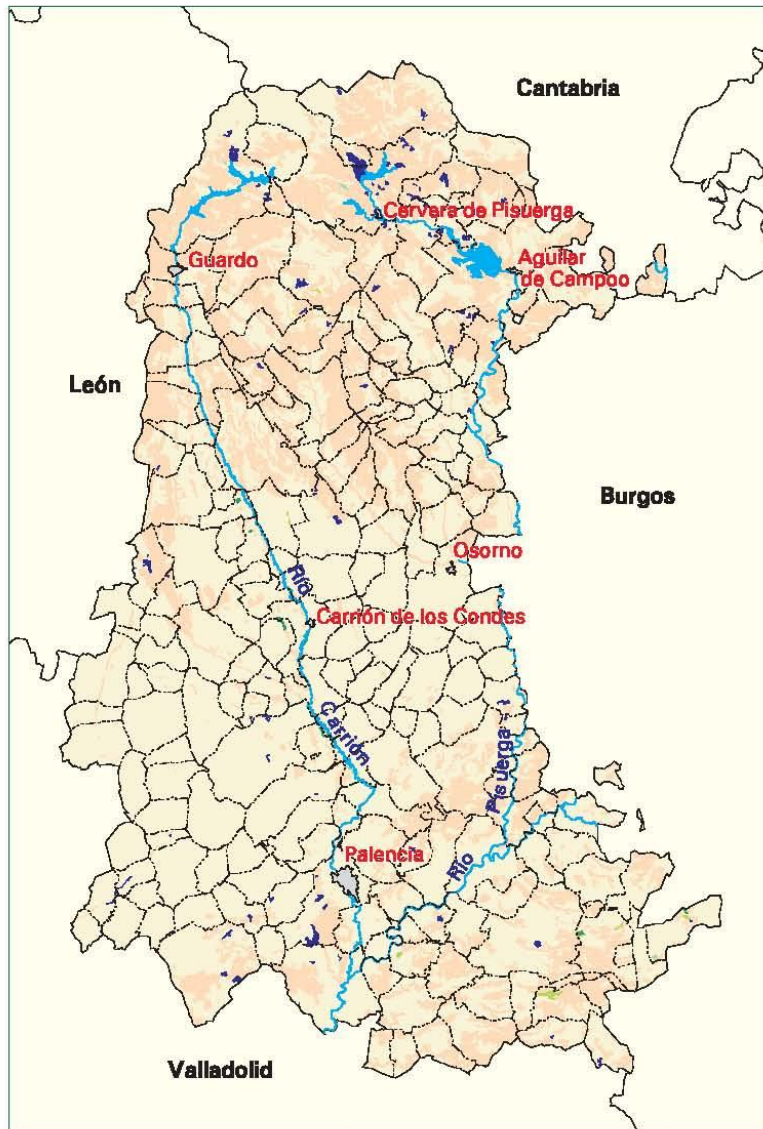 Cantabria
Cervera de Pisuerga
Guardo
Aguilar
de Campoo
León
Burgos
Osorno
Río
Carrión de los Condes
Carrión
Pisuerga
Palencia
Río
Valladolid